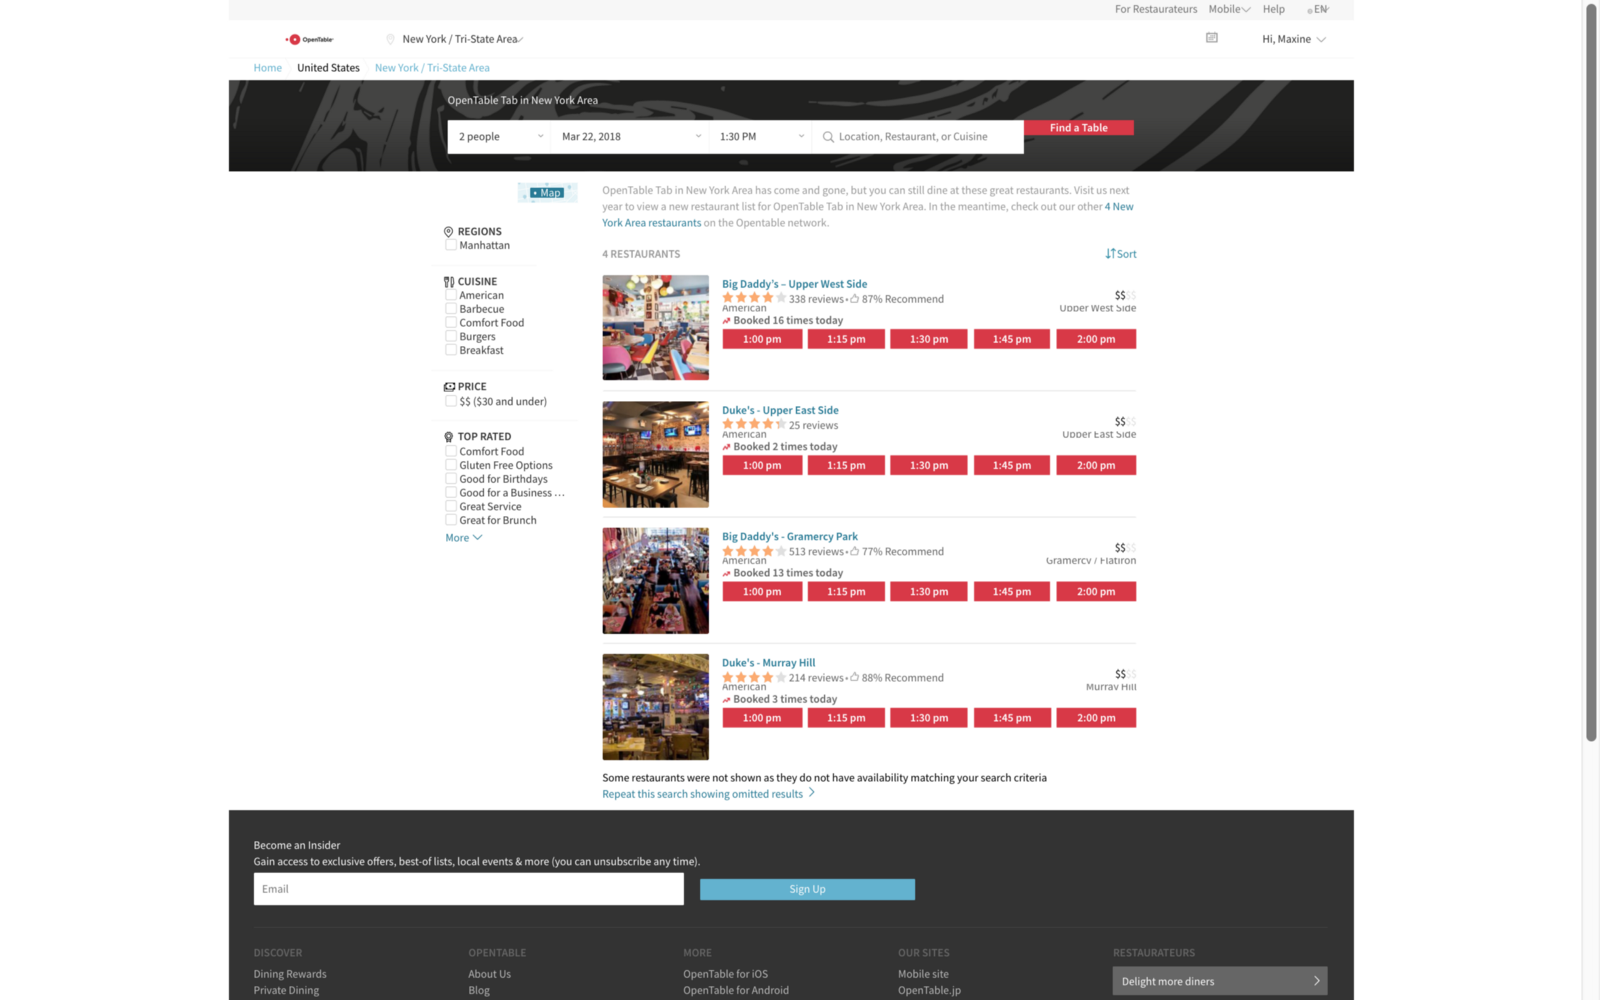 For Restaurateurs Mobile Help EN
OpenTable New York / Tri-State Area Hi, Maxine
Home United States New York / Tri-State Area
OpenTable Tab in New York Area
2 people Mar 22, 2018 1:30 PM Location, Restaurant, or Cuisine Find a Table
Map
REGIONS
Manhattan
CUISINE
American
Barbecue
Comfort Food
Burgers
Breakfast
PRICE
$$ ($30 and under)
TOP RATED
Comfort Food
Gluten Free Options
Good for Birthdays
Good for a Business ...
Great Service
Great for Brunch
More
OpenTable Tab in New York Area has come and gone, but you can still dine at these great restaurants. Visit us next
year to view a new restaurant list for OpenTable Tab in New York Area. In the meantime, check out our other 4 New
York Area restaurants on the Opentable network.
4 RESTAURANTS Sort
Big Daddy's – Upper West Side
338 reviews • 87% Recommend $$$$
American Upper West Side
Booked 16 times today
1:00 pm 1:15 pm 1:30 pm 1:45 pm 2:00 pm
Duke's - Upper East Side
25 reviews $$$$
American Upper East Side
Booked 2 times today
1:00 pm 1:15 pm 1:30 pm 1:45 pm 2:00 pm
Big Daddy's - Gramercy Park
513 reviews • 77% Recommend $$$$
American Gramercy / Flatiron
Booked 13 times today
1:00 pm 1:15 pm 1:30 pm 1:45 pm 2:00 pm
Duke's - Murray Hill
214 reviews • 88% Recommend $$$$
American Murray Hill
Booked 3 times today
1:00 pm 1:15 pm 1:30 pm 1:45 pm 2:00 pm
Some restaurants were not shown as they do not have availability matching your search criteria
Repeat this search showing omitted results
Become an Insider
Gain access to exclusive offers, best-of lists, local events & more (you can unsubscribe any time).
Email Sign Up
DISCOVER OPENTABLE MORE OUR SITES RESTAURATEURS
Dining Rewards About Us OpenTable for iOS Mobile site Delight more diners
Private Dining Blog OpenTable for Android OpenTable.jp